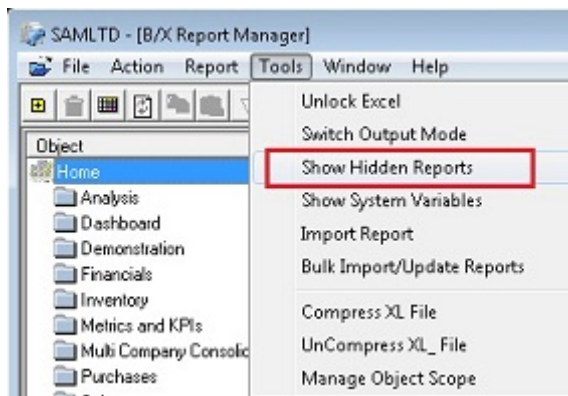 SAMLTD - [B/X Report Manager]
File Action Report Tools Window Help
Unlock Excel
Switch Output Mode
Show Hidden Reports
Show System Variables
Import Report
Bulk Import/Update Reports
Compress XL File
UnCompress XL_ File
Manage Object Scope
Object
Home
Analysis
Dashboard
Demonstration
Financials
Inventory
Metrics and KPIs
Multi Company Consolic
Purchases